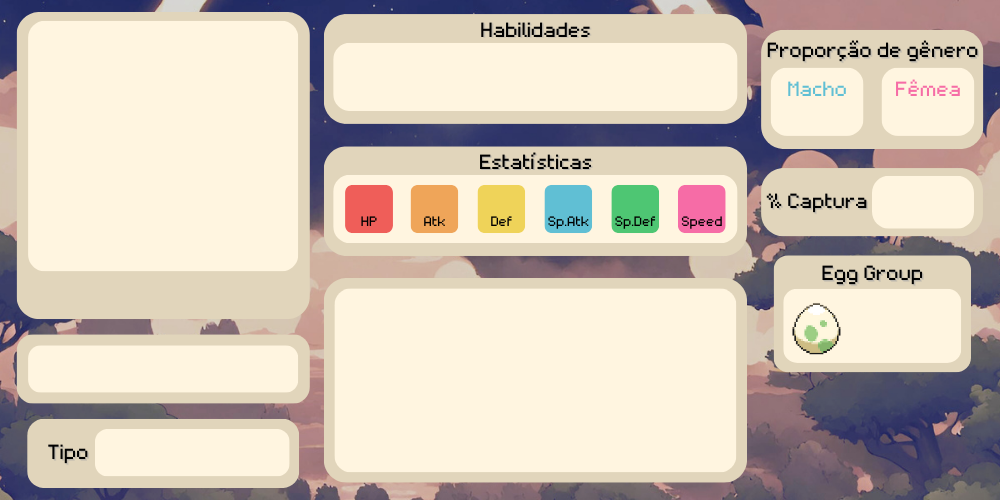 Habilidades
Estatísticas
HP
Atk
Def
Sp.Atk
Sp.Def
Speed
Tipo
Proporção de gênero
Macho
Fêmea
% Captura
Egg Group